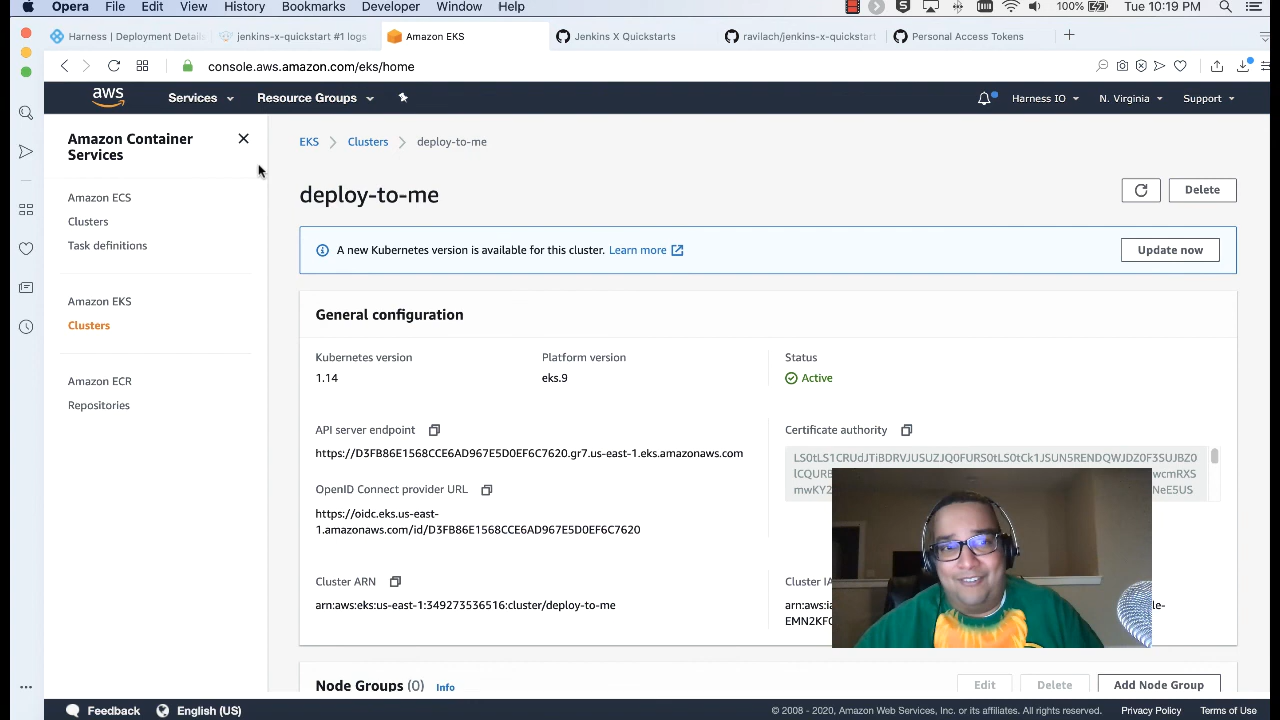 Opera File Edit View History Bookmarks Developer Window Help 100% Tue 10:19 PM
Harness | Deployment Details
jenkins-x-quickstart #1 logs
Amazon EKS
Jenkins X Quickstarts
ravilach/jenkins-x-quickstart
Personal Access Tokens
console.aws.amazon.com/eks/home
aws Services Resource Groups Harness IO N. Virginia Support
Amazon Container
Services
Amazon ECS
Clusters
Task definitions
Amazon EKS
Clusters
Amazon ECR
Repositories
EKS > Clusters > deploy-to-me
deploy-to-me
Delete
A new Kubernetes version is available for this cluster. Learn more
Update now
General configuration
Kubernetes version
1.14
Platform version
eks.9
Status
Active
API server endpoint
https://D3FB86E1568CCE6AD967E5D0EF6C7620.gr7.us-east-1.eks.amazonaws.com
OpenID Connect provider URL
https://oidc.eks.us-east-
1.amazonaws.com/id/D3FB86E1568CCE6AD967E5D0EF6C7620
Cluster ARN
arn:aws:eks:us-east-1:349273536516:cluster/deploy-to-me
Certificate authority
Cluster IA
arn:aws:ia
le-
EMN2KF
Node Groups (0) Info
Edit Delete Add Node Group
Feedback English (US)
© 2008 - 2020, Amazon Web Services, Inc. or its affiliates. All rights reserved. Privacy Policy Terms of Use